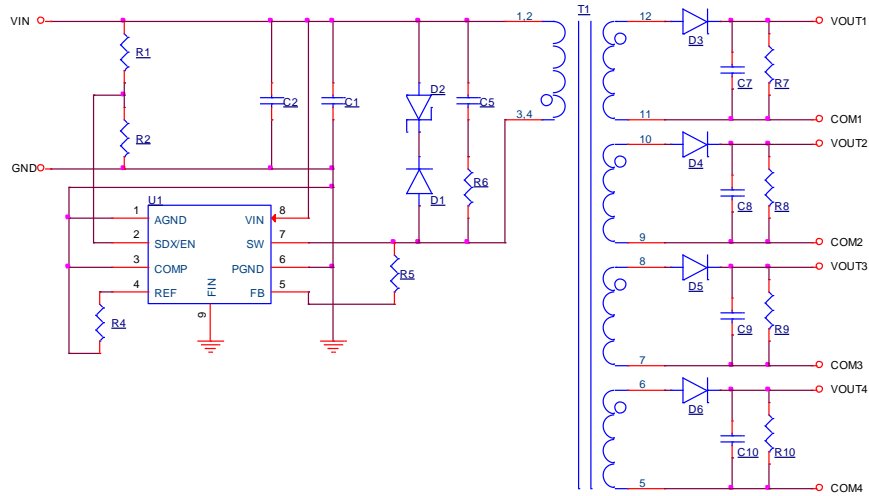 T1
VIN
1,2
12
D3
VOUT1
R1
C7
R7
D2
C2
C1
C5
3,4
11
COM1
R2
10
D4
VOUT2
GND
R6
C8
R8
D1
U1
1
AGND
VIN
8
2
SDX/EN
SW
7
9
COM2
3
COMP
PGND
6
R5
8
D5
VOUT3
4
REF
FIN
FB
5
9
R4
C9
R9
7
COM3
6
D6
VOUT4
C10
R10
5
COM4